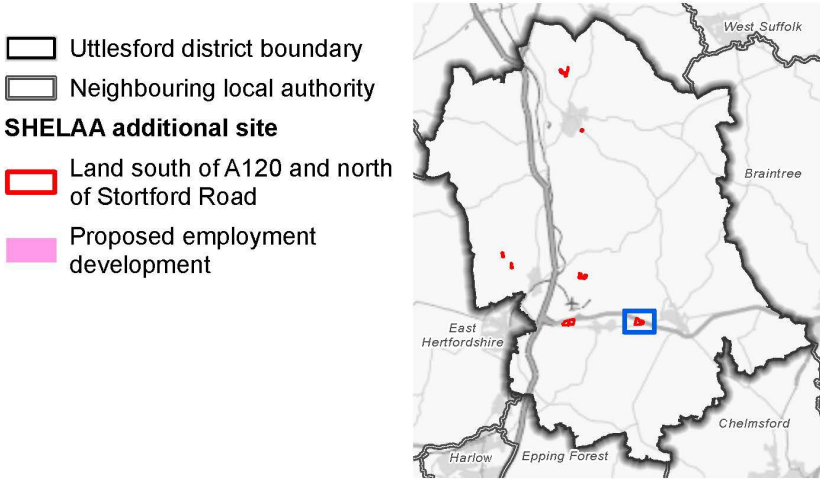 Uttlesford district boundary
Neighbouring local authority
SHELAA additional site
Land south of A120 and north
of Stortford Road
Proposed employment
development
West Suffolk
Braintree
East
Hertfordshire
Chelmsford
Harlow
Epping Forest